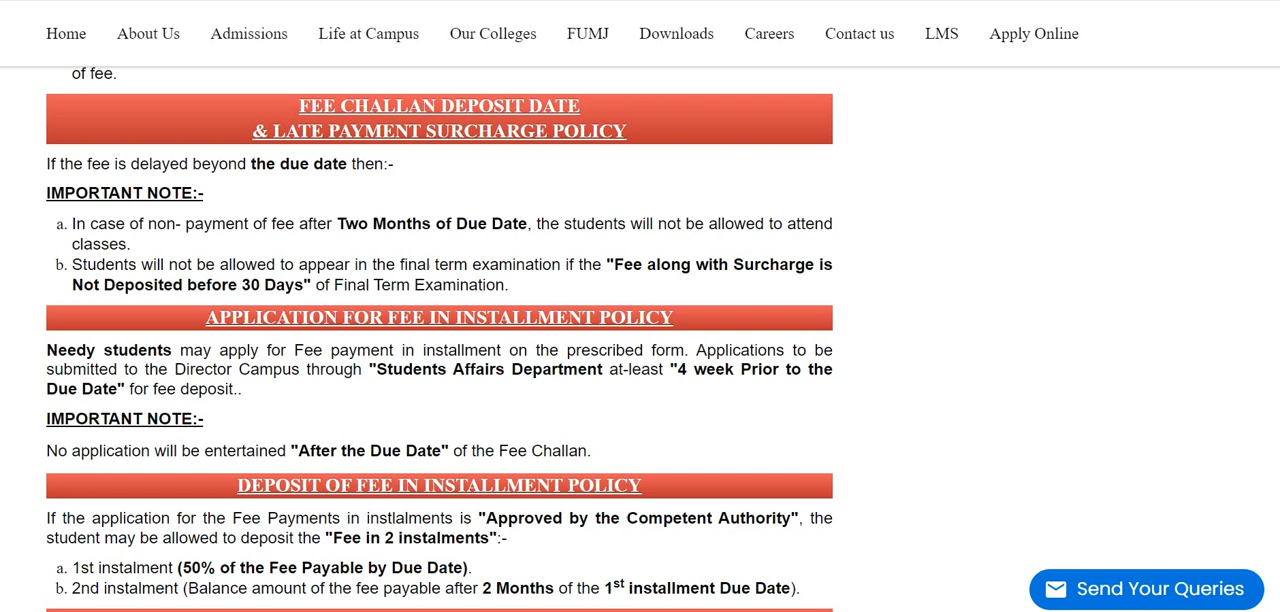 Home About Us Admissions Life at Campus Our Colleges FUMJ Downloads Careers Contact us LMS Apply Online
of fee.
FEE CHALLAN DEPOSIT DATE
& LATE PAYMENT SURCHARGE POLICY
If the fee is delayed beyond the due date then:-
IMPORTANT NOTE:-
a. In case of non- payment of fee after Two Months of Due Date, the students will not be allowed to attend
classes.
b. Students will not be allowed to appear in the final term examination if the "Fee along with Surcharge is
Not Deposited before 30 Days" of Final Term Examination.
APPLICATION FOR FEE IN INSTALLMENT POLICY
Needy students may apply for Fee payment in installment on the prescribed form. Applications to be
submitted to the Director Campus through "Students Affairs Department at-least "4 week Prior to the
Due Date" for fee deposit..
IMPORTANT NOTE:-
No application will be entertained "After the Due Date" of the Fee Challan.
DEPOSIT OF FEE IN INSTALLMENT POLICY
If the application for the Fee Payments in instlalments is "Approved by the Competent Authority", the
student may be allowed to deposit the "Fee in 2 instalments":-
a. 1st instalment (50% of the Fee Payable by Due Date).
b. 2nd instalment (Balance amount of the fee payable after 2 Months of the 1st installment Due Date).
Send Your Queries